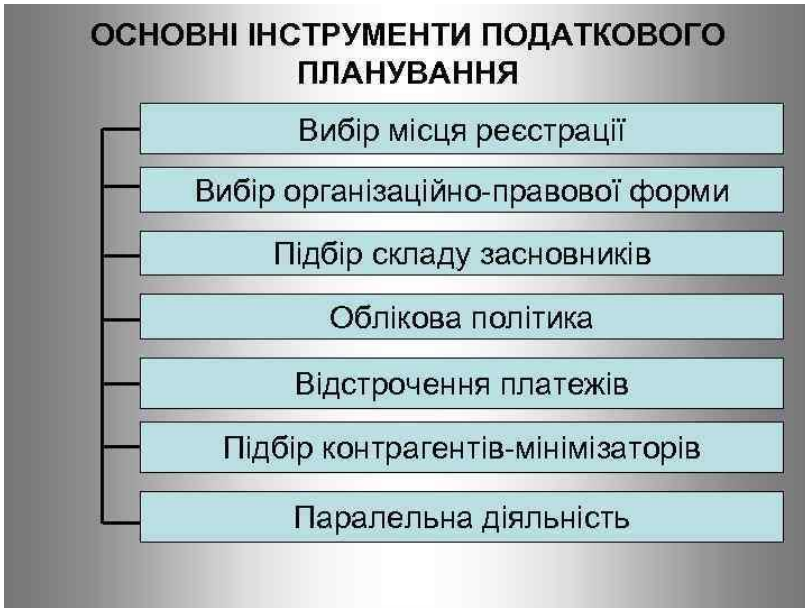 ОСНОВНІ ІНСТРУМЕНТИ ПОДАТКОВОГО
ПЛАНУВАННЯ
Вибір місця реєстрації
Вибір організаційно-правової форми
Підбір складу засновників
Облікова політика
Відстрочення платежів
Підбір контрагентів-мінімізаторів
Паралельна діяльність